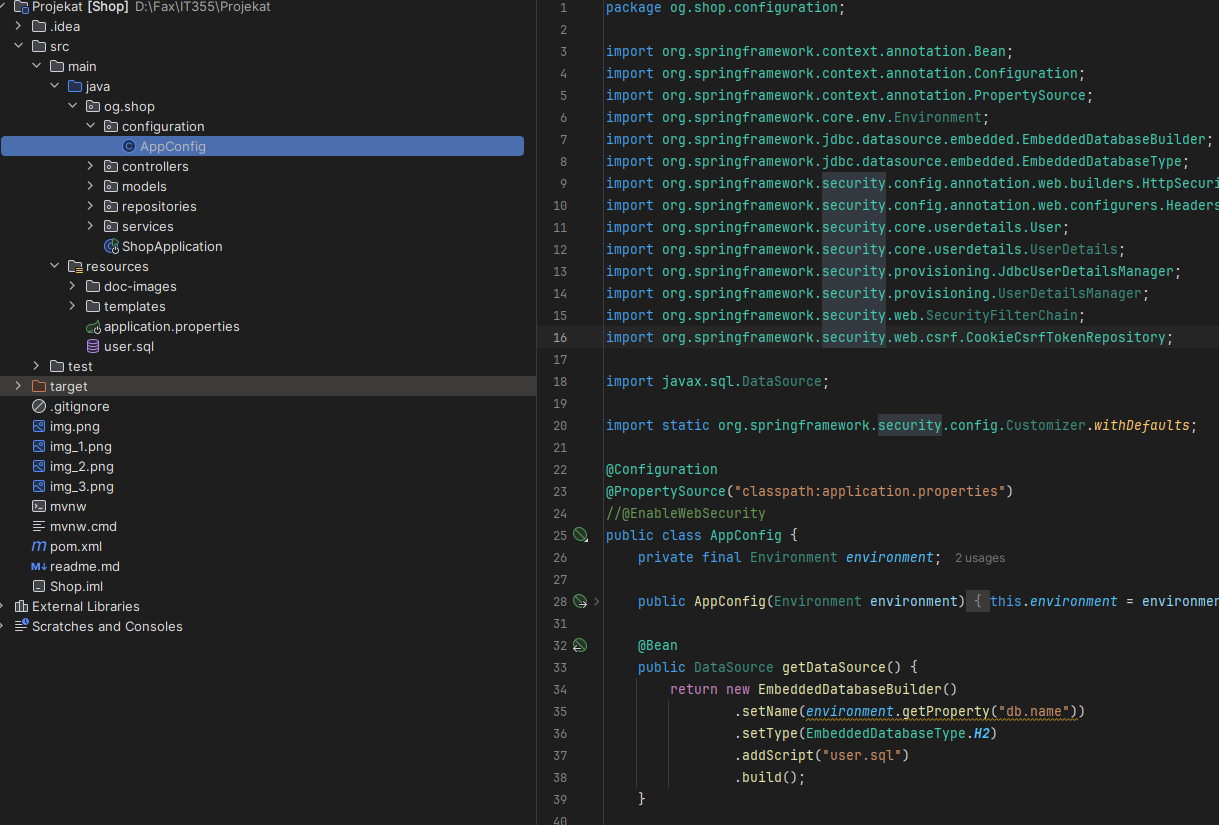 Projekat [Shop] D:\Fax\IT355\Projekat
.idea
src
main
java
og.shop
configuration
AppConfig
controllers
models
repositories
services
ShopApplication
resources
doc-images
templates
application.properties
user.sql
test
target
.gitignore
img.png
img_1.png
img_2.png
img_3.png
mvnw
mvnw.cmd
pom.xml
readme.md
Shop.iml
External Libraries
Scratches and Consoles
1 package og.shop.configuration;
2
3 import org.springframework.context.annotation.Bean;
4 import org.springframework.context.annotation.Configuration;
5 import org.springframework.context.annotation.PropertySource;
6 import org.springframework.core.env.Environment;
7 import org.springframework.jdbc.datasource.embedded.EmbeddedDatabaseBuilder;
8 import org.springframework.jdbc.datasource.embedded.EmbeddedDatabaseType;
9 import org.springframework.security.config.annotation.web.builders.HttpSecuri
10 import org.springframework.security.config.annotation.web.configurers.Headers
11 import org.springframework.security.core.userdetails.User;
12 import org.springframework.security.core.userdetails.UserDetails;
13 import org.springframework.security.provisioning.JdbcUserDetailsManager;
14 import org.springframework.security.provisioning.UserDetailsManager;
15 import org.springframework.security.web.SecurityFilterChain;
16 import org.springframework.security.web.csrf.CookieCsrfTokenRepository;
17
18 import javax.sql.DataSource;
19
20 import static org.springframework.security.config.Customizer.withDefaults;
21
22 @Configuration
23 @PropertySource("classpath:application.properties")
24 //@EnableWebSecurity
25 public class AppConfig {
26 private final Environment environment; 2 usages
27
28 public AppConfig(Environment environment) { this.environment = environmen
31
32 @Bean
33 public DataSource getDataSource() {
34 return new EmbeddedDatabaseBuilder()
35 .setName(environment.getProperty("db.name"))
36 .setType(EmbeddedDatabaseType.H2)
37 .addScript("user.sql")
38 .build();
39 }
40